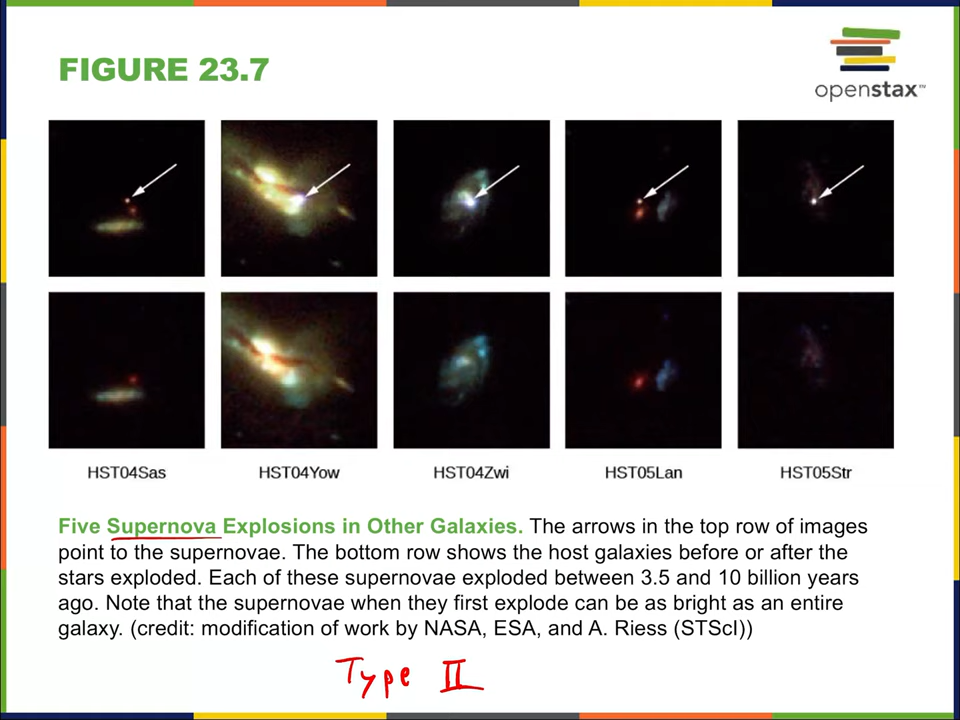 FIGURE 23.7
openstax™
HST04Sas
HST04Yow
HST04Zwi
HST05Lan
HST05Str
Five Supernova Explosions in Other Galaxies. The arrows in the top row of images
point to the supernovae. The bottom row shows the host galaxies before or after the
stars exploded. Each of these supernovae exploded between 3.5 and 10 billion years
ago. Note that the supernovae when they first explode can be as bright as an entire
galaxy. (credit: modification of work by NASA, ESA, and A. Riess (STScI))
Type II